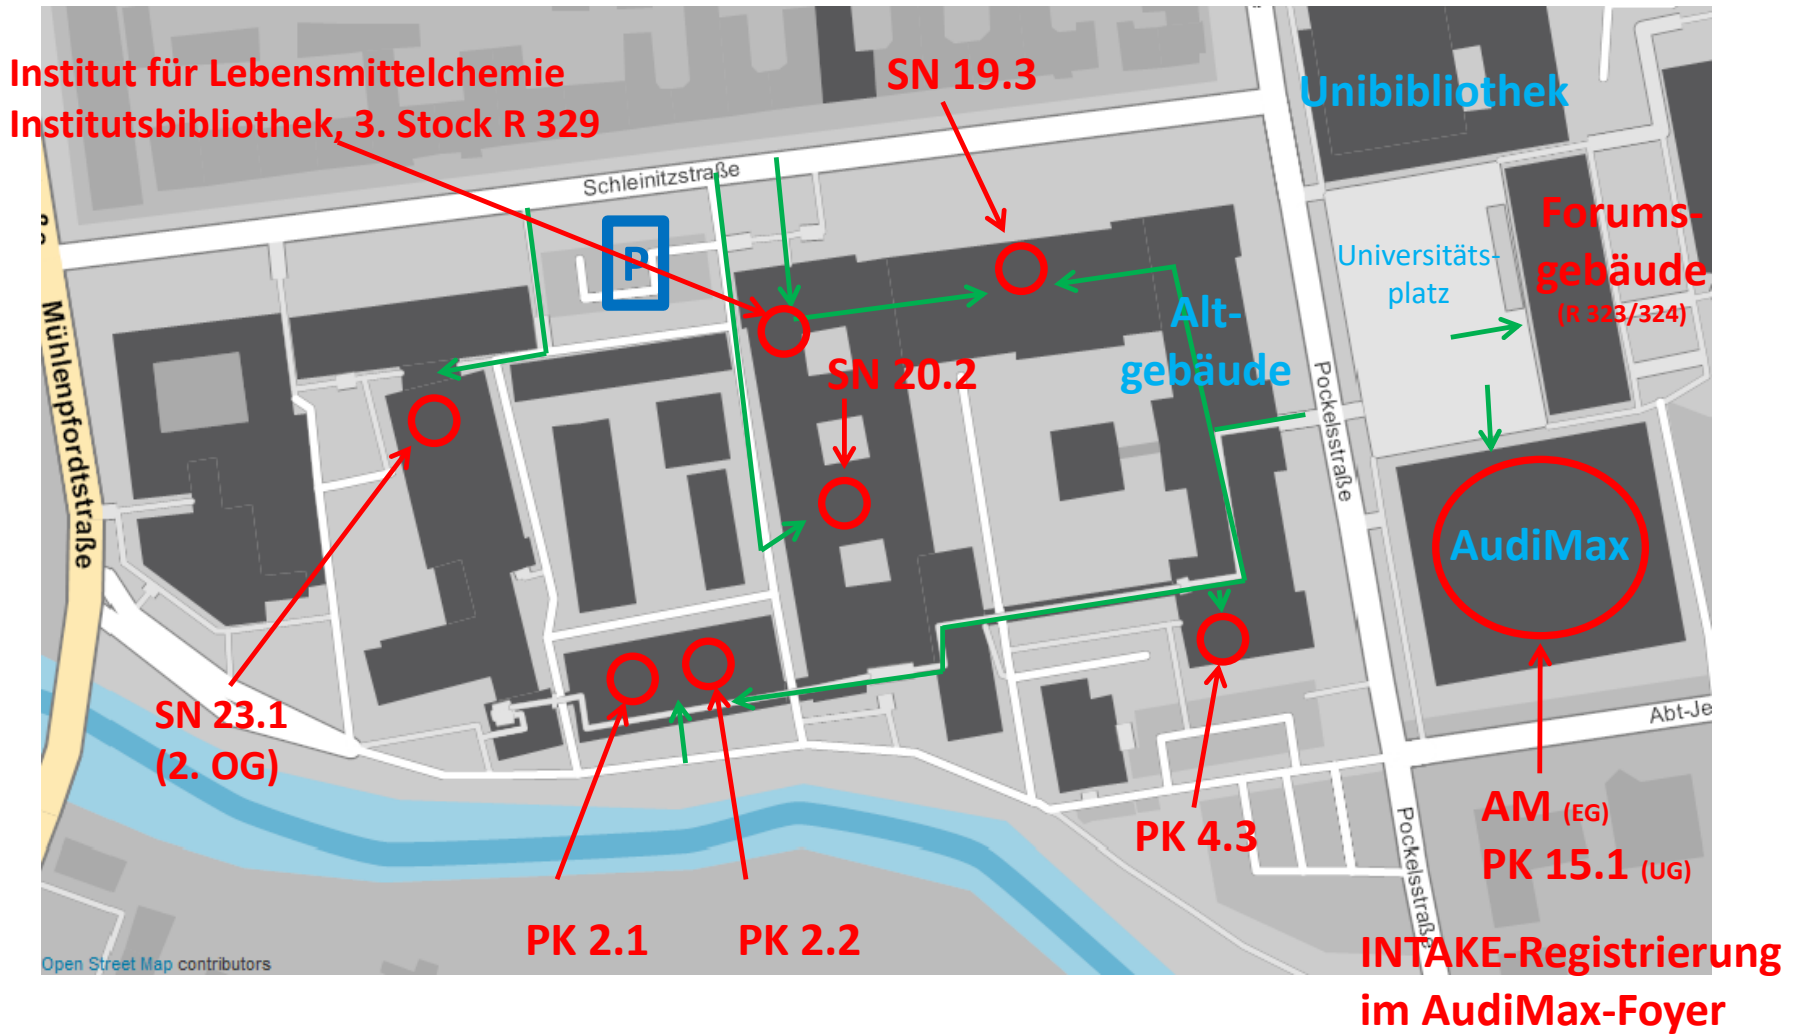 Institut für Lebensmittelchemie
Institutsbibliothek, 3. Stock R 329
SN 19.3
Unibibliothek
Schleinitzstraße
P
Forums-
gebäude
(R 323/324)
Universitäts-
platz
Alt-
gebäude
SN 20.2
Mühlenpfordtstraße
Pockelsstraße
AudiMax
SN 23.1
(2. OG)
Abt-Je
PK 4.3
AM (EG)
PK 15.1 (UG)
Pockelsstraße
PK 2.1
PK 2.2
INTAKE-Registrierung
im AudiMax-Foyer
Open Street Map contributors